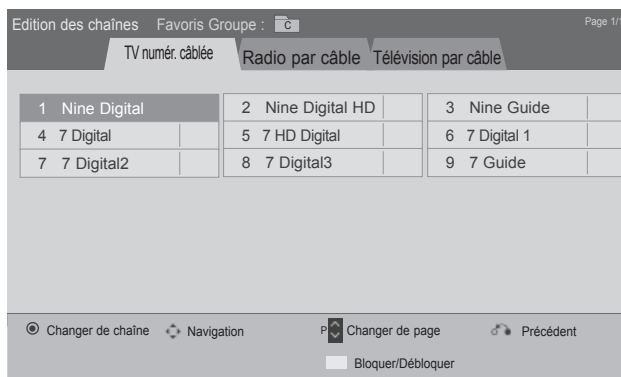 Edition des chaînes Favoris Groupe : C Page 1/1
TV numér. câblée Radio par câble Télévision par câble
1 Nine Digital 2 Nine Digital HD 3 Nine Guide
4 7 Digital 5 7 HD Digital 6 7 Digital 1
7 7 Digital2 8 7 Digital3 9 7 Guide
Changer de chaîne Navigation P Changer de page Précédent
Bloquer/Débloquer